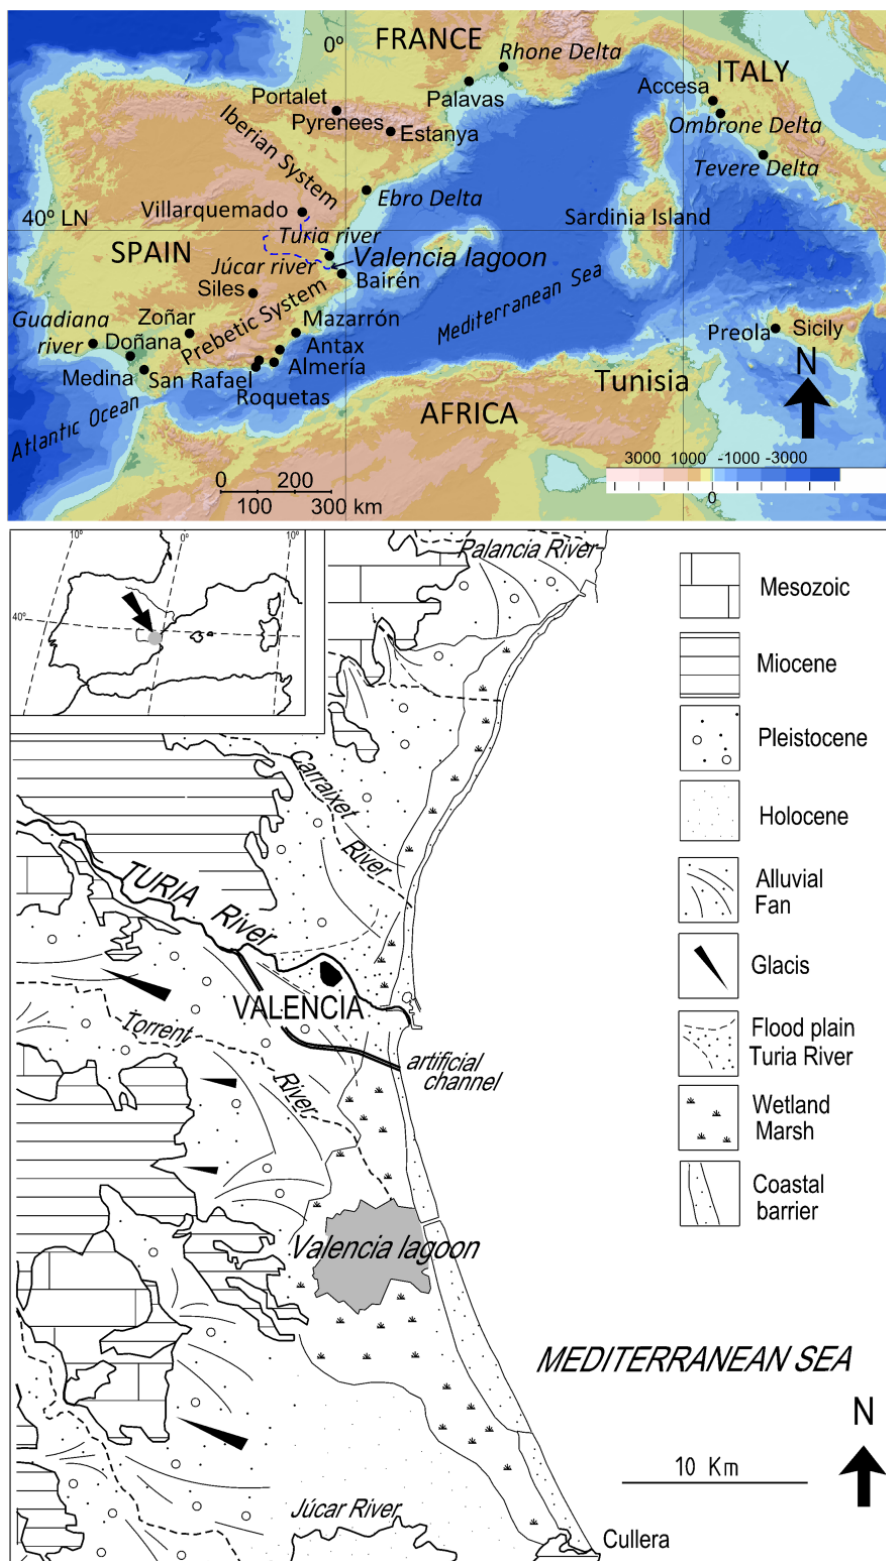 0º
FRANCE
Rhone Delta
ITALY
Portalet
Palavas
Accesa
Pyrenees
Estanya
Ombrone Delta
Iberian System
Tevere Delta
Ebro Delta
Villarquemado
40º LN
Sardinia Island
Turia river
SPAIN
Valencia lagoon
Júcar river
Bairén
Siles
Mediterranean Sea
Prebetic System
Guadiana
river
Zoñar
Mazarrón
Doñana
Antax
Preola
Sicily
Medina
San Rafael
Almería
Roquetas
Tunisia
N
Atlantic Ocean
AFRICA
3000 1000 -1000 -3000
0
0 200
100 300 km
10º 0º 10º
40º
Palancia River
Mesozoic
Miocene
Pleistocene
Carraixet
River
Holocene
TURIA River
Alluvial
Fan
Glacis
VALENCIA
Torrent
River
artificial
channel
Flood plain
Turia River
Wetland
Marsh
Coastal
barrier
Valencia lagoon
MEDITERRANEAN SEA
N
10 Km
Júcar River
Cullera